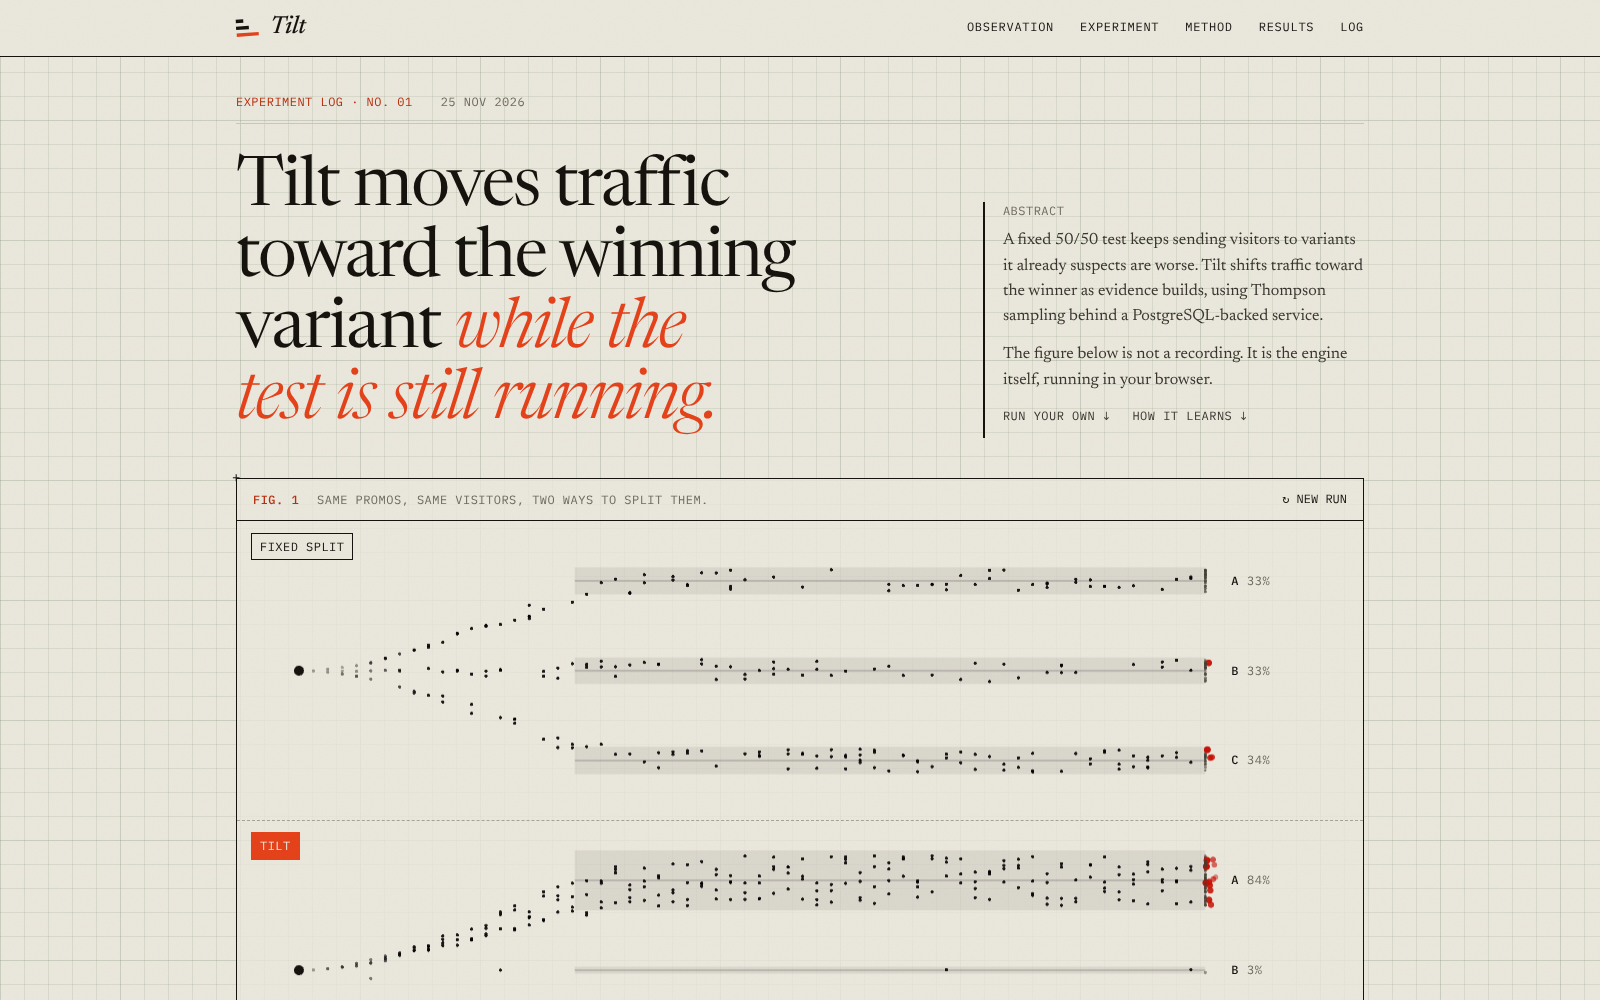 Tilt
OBSERVATION EXPERIMENT METHOD RESULTS LOG
EXPERIMENT LOG · NO. 01 25 NOV 2026
Tilt moves traffic
toward the winning
variant while the
test is still running.
ABSTRACT
A fixed 50/50 test keeps sending visitors to variants
it already suspects are worse. Tilt shifts traffic toward
the winner as evidence builds, using Thompson
sampling behind a PostgreSQL-backed service.
The figure below is not a recording. It is the engine
itself, running in your browser.
RUN YOUR OWN ↓ HOW IT LEARNS ↓
FIG. 1 SAME PROMOS, SAME VISITORS, TWO WAYS TO SPLIT THEM.
↻ NEW RUN
FIXED SPLIT
A 33%
B 33%
C 34%
TILT
A 84%
B 3%